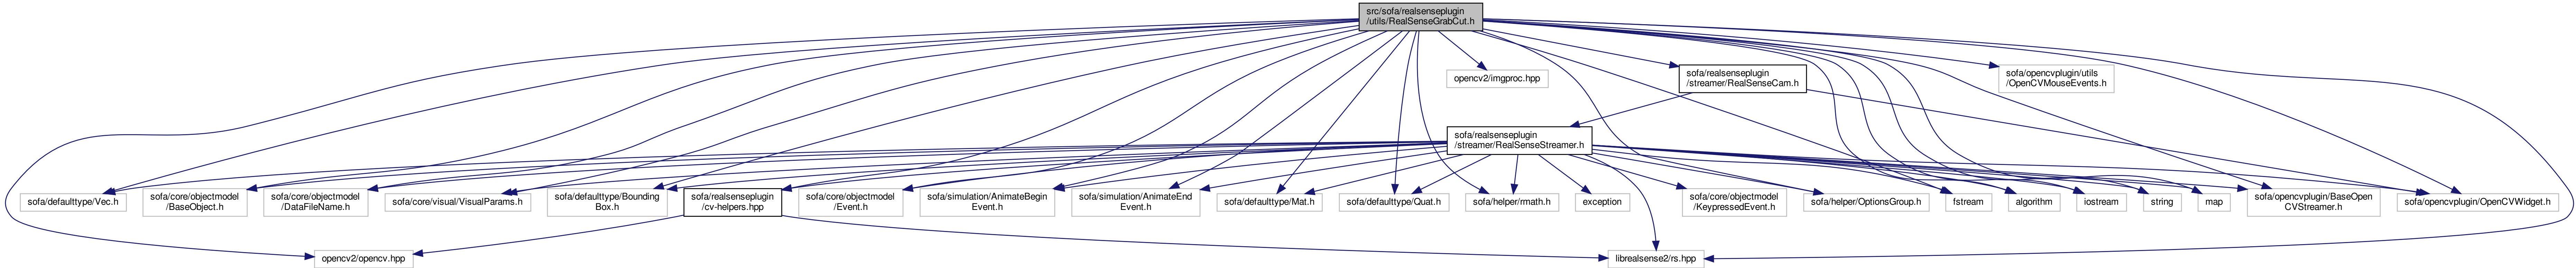 src/sofa/realsenseplugin
/utils/RealSenseGrabCut.h
opencv2/imgproc.hpp
sofa/realsenseplugin
/streamer/RealSenseCam.h
sofa/opencvplugin/utils
/OpenCVMouseEvents.h
sofa/realsenseplugin
/streamer/RealSenseStreamer.h
sofa/defaulttype/Vec.h
sofa/core/objectmodel
/BaseObject.h
sofa/core/objectmodel
/DataFileName.h
sofa/core/visual/VisualParams.h
sofa/defaulttype/Bounding
Box.h
sofa/realsenseplugin
/cv-helpers.hpp
sofa/core/objectmodel
/Event.h
sofa/simulation/AnimateBegin
Event.h
sofa/simulation/AnimateEnd
Event.h
sofa/defaulttype/Mat.h
sofa/defaulttype/Quat.h
sofa/helper/rmath.h
exception
sofa/core/objectmodel
/KeypressedEvent.h
sofa/helper/OptionsGroup.h
fstream
algorithm
iostream
string
map
sofa/opencvplugin/BaseOpen
CVStreamer.h
sofa/opencvplugin/OpenCVWidget.h
opencv2/opencv.hpp
librealsense2/rs.hpp